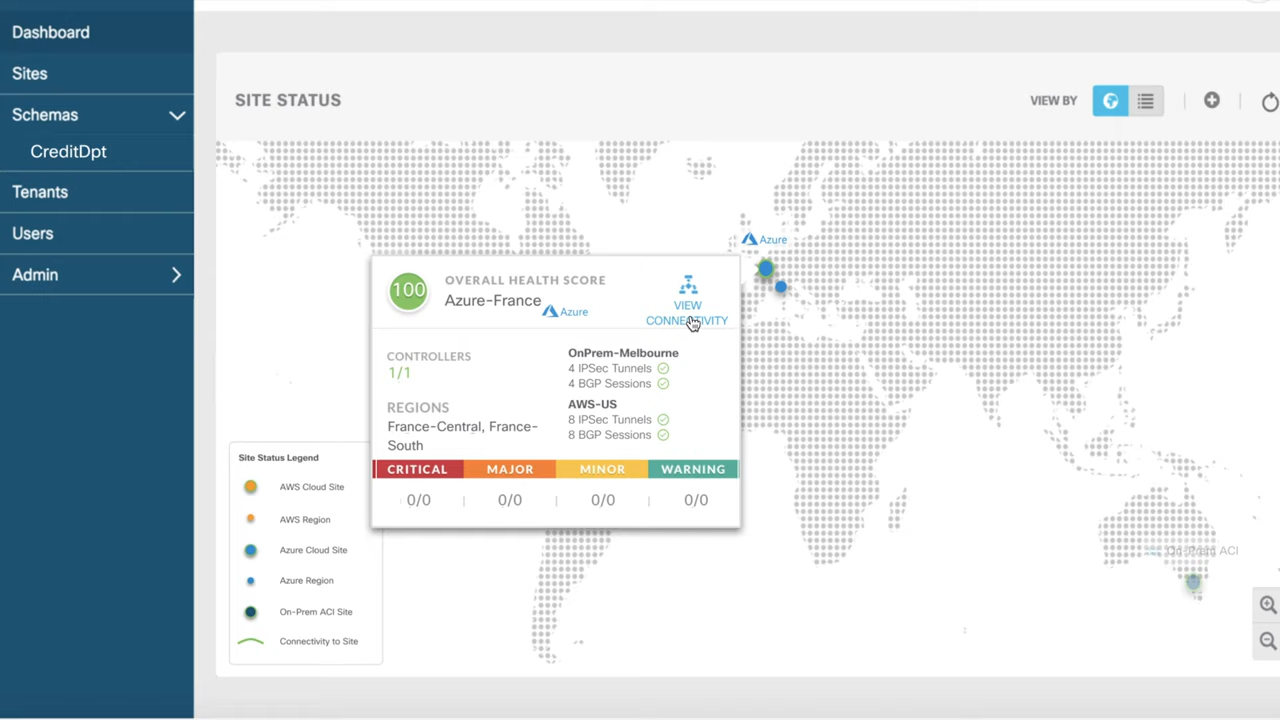 Dashboard
Sites
Schemas
CreditDpt
Tenants
Users
Admin
SITE STATUS
VIEW BY
Azure
100
OVERALL HEALTH SCORE
Azure-France
Azure
VIEW
CONNECTIVITY
CONTROLLERS
1/1
REGIONS
France-Central, France-
South
OnPrem-Melbourne
4 IPSec Tunnels
4 BGP Sessions
AWS-US
8 IPSec Tunnels
8 BGP Sessions
CRITICAL MAJOR MINOR WARNING
0/0 0/0 0/0 0/0
Site Status Legend
AWS Cloud Site
AWS Region
Azure Cloud Site
Azure Region
On-Prem ACI Site
Connectivity to Site
On-Prem ACI